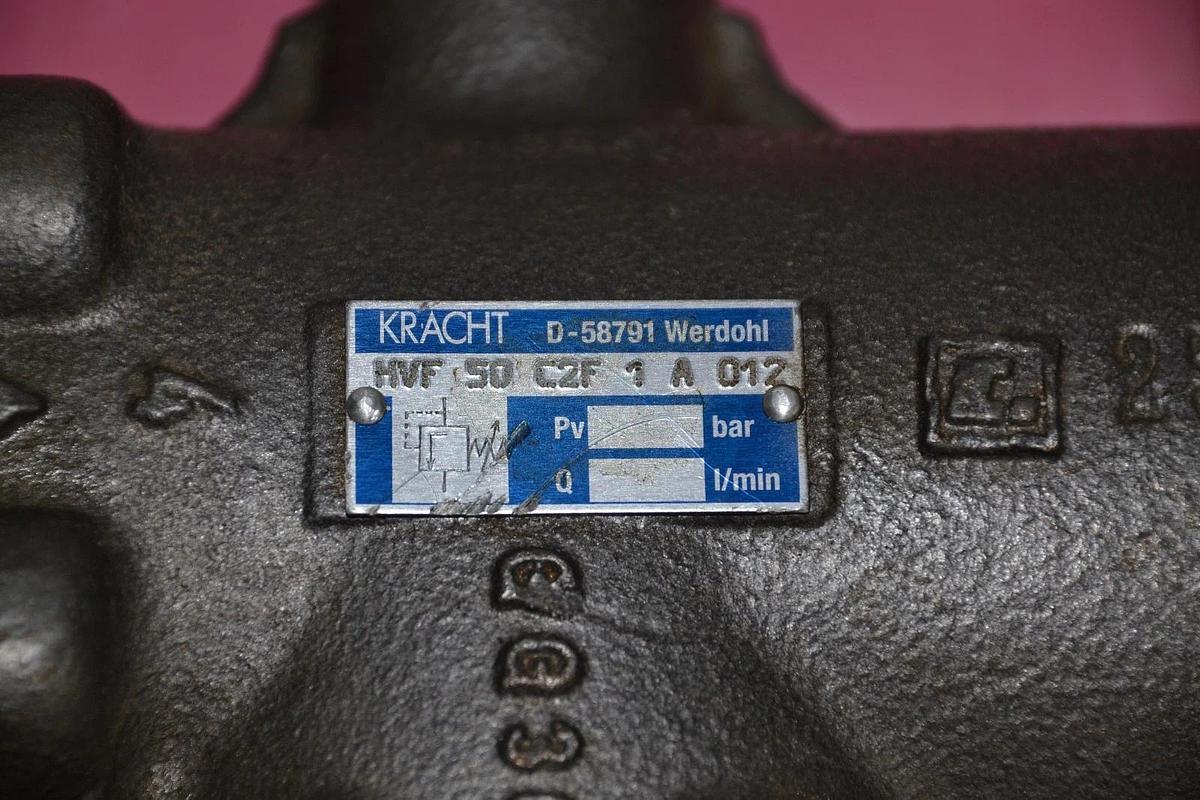 KRACHT D-58791 Werdohl
HVF 50 C2F 1 A 012
Pv bar
Q l/min